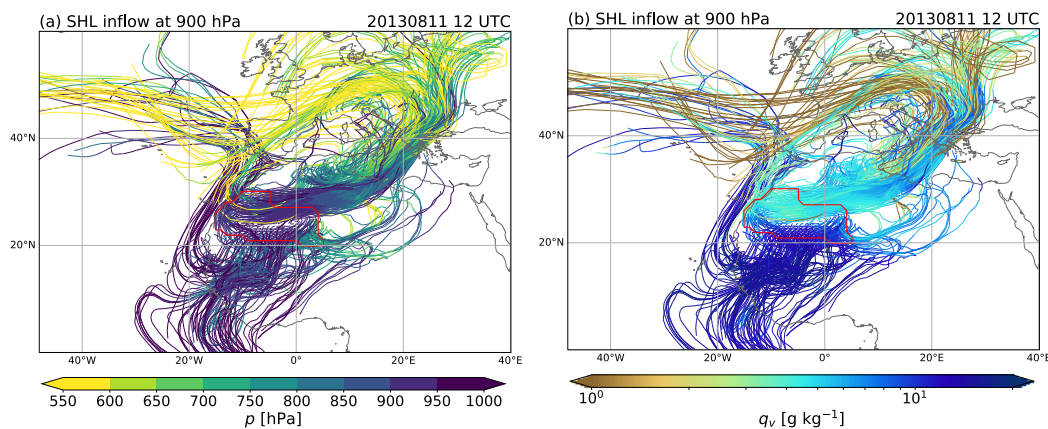 (a) SHL inflow at 900 hPa 20130811 12 UTC
40°N
20°N
40°W 20°W 0° 20°E 40°E
550 600 650 700 750 800 850 900 950 1000
p [hPa]
(b) SHL inflow at 900 hPa 20130811 12 UTC
40°N
20°N
40°W 20°W 0° 20°E 40°E
10⁰ 10¹
qᵥ [g kg⁻¹]